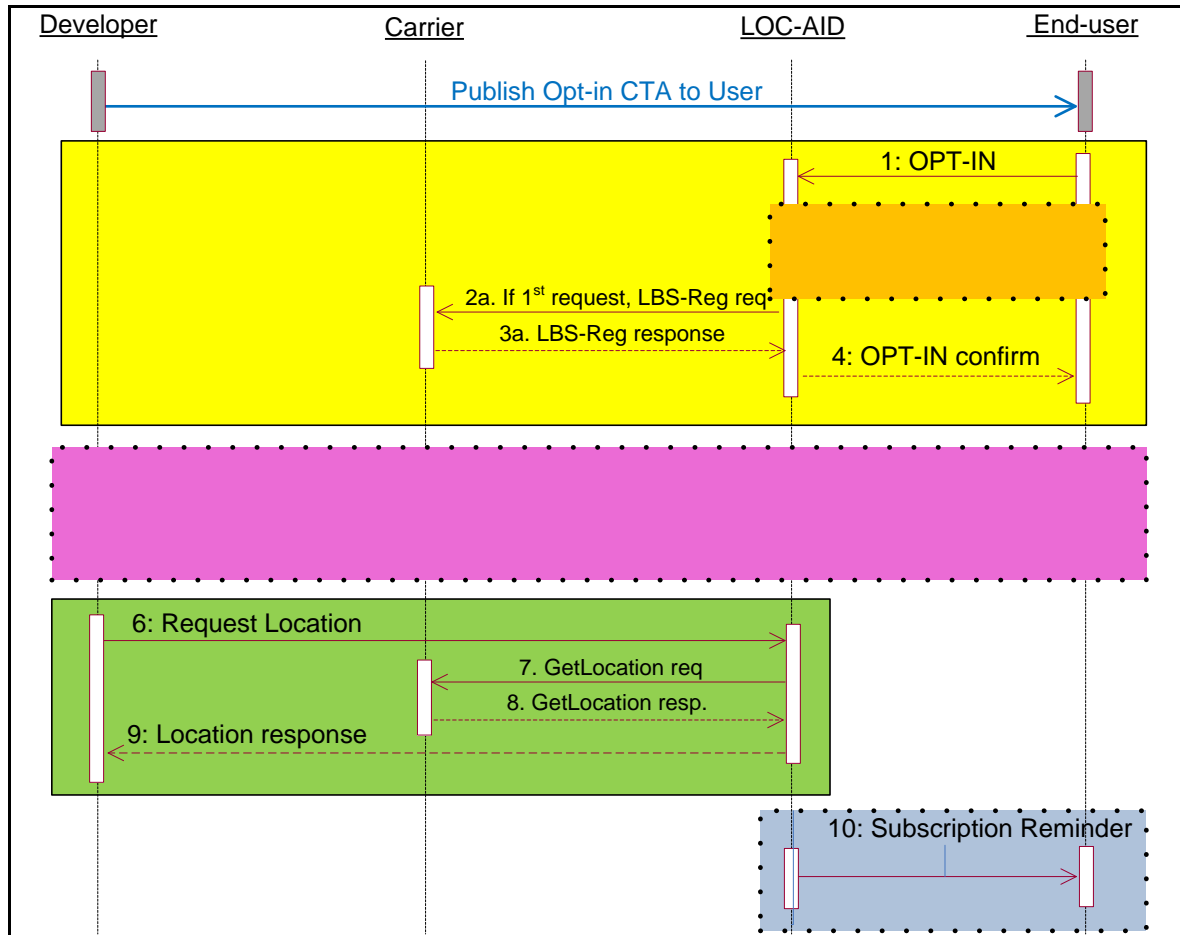 Developer
Carrier
LOC-AID
End-user
Publish Opt-in CTA to User
1: OPT-IN
2a. If 1st request, LBS-Reg req
3a. LBS-Reg response
4: OPT-IN confirm
6: Request Location
7. GetLocation req
8. GetLocation resp.
9: Location response
10: Subscription Reminder